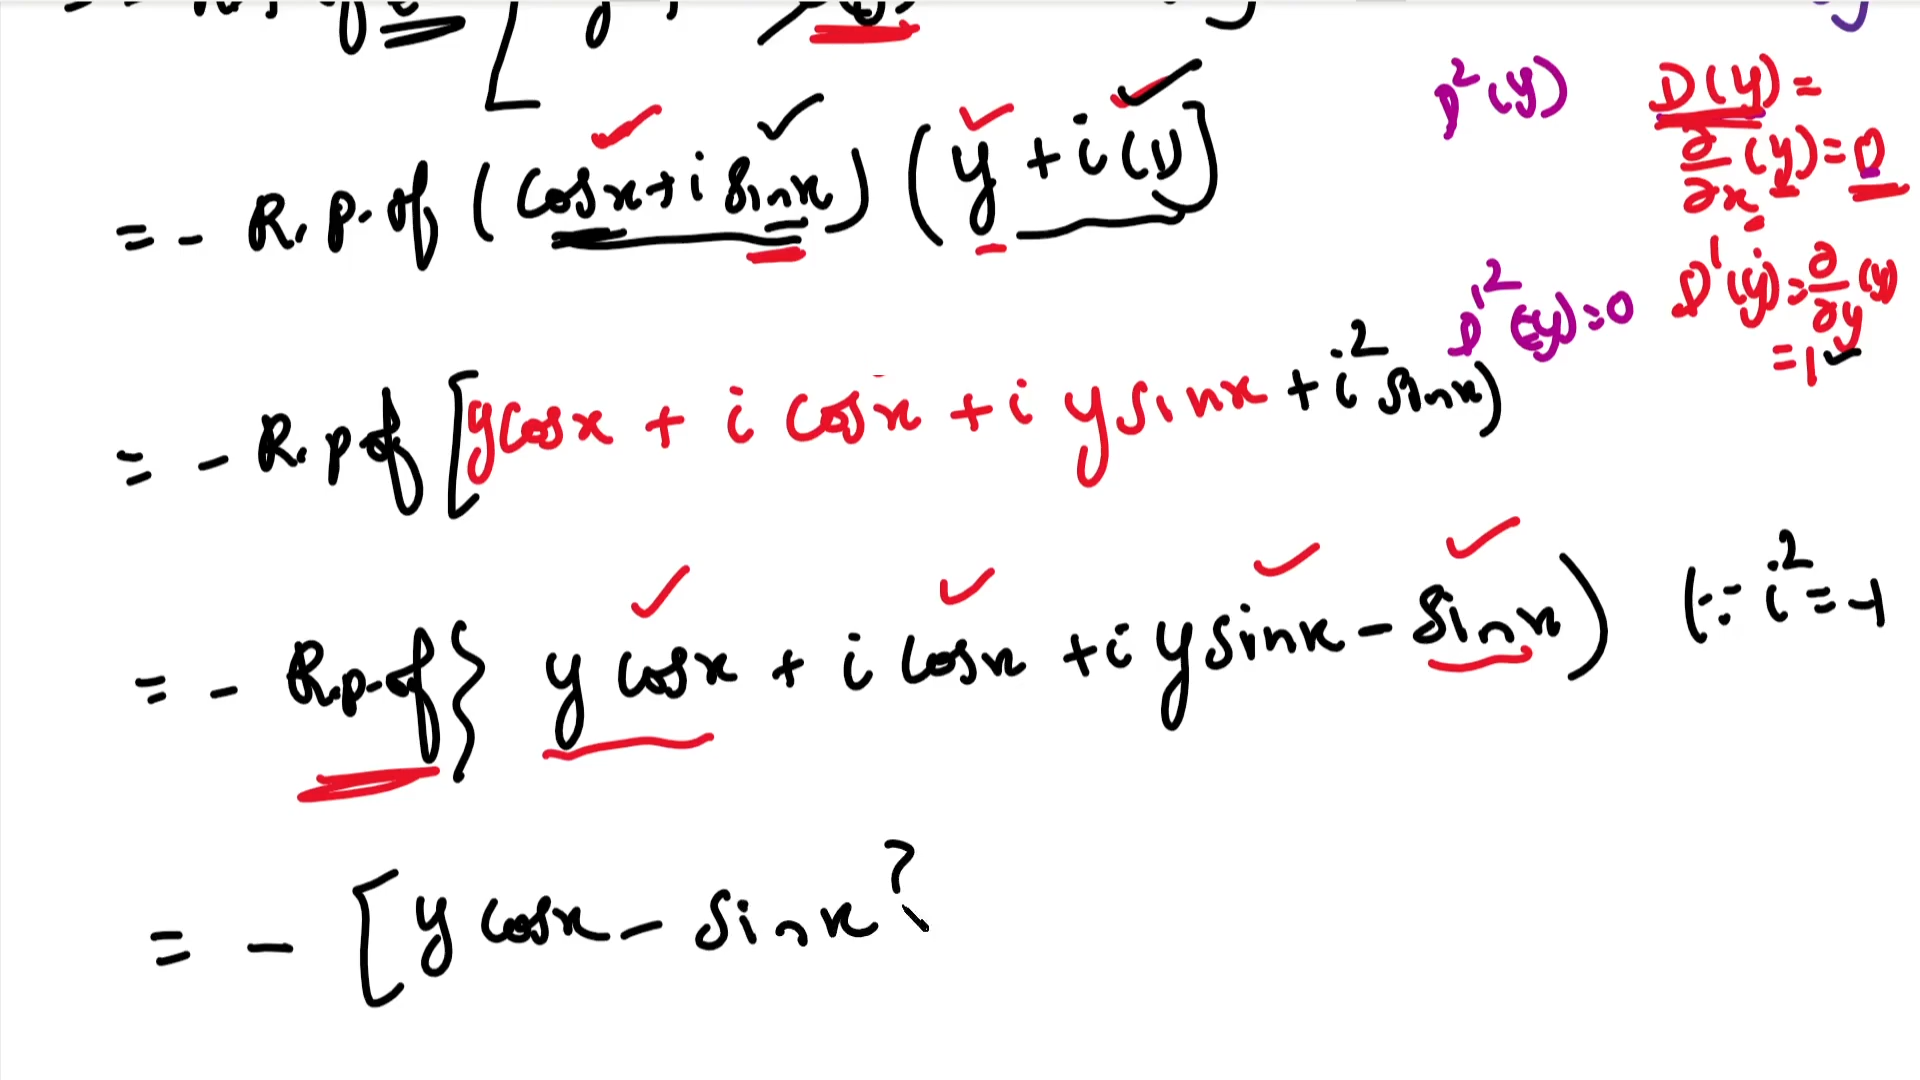 = - R.p.of (cosx + i sinx) (y + i(1)]
D²(y)
D(y) =
∂/∂x (y) = 0
D'(y) = ∂/∂y (y)
= 1
D'²(y) = 0
= - R.p of [ycosx + i cosx + i ysinx + i² sinx)
= - R.p.of } y cosx + i cosx + i y sinx - sinx) (∵ i² = -1
= - [y cosx - sinx